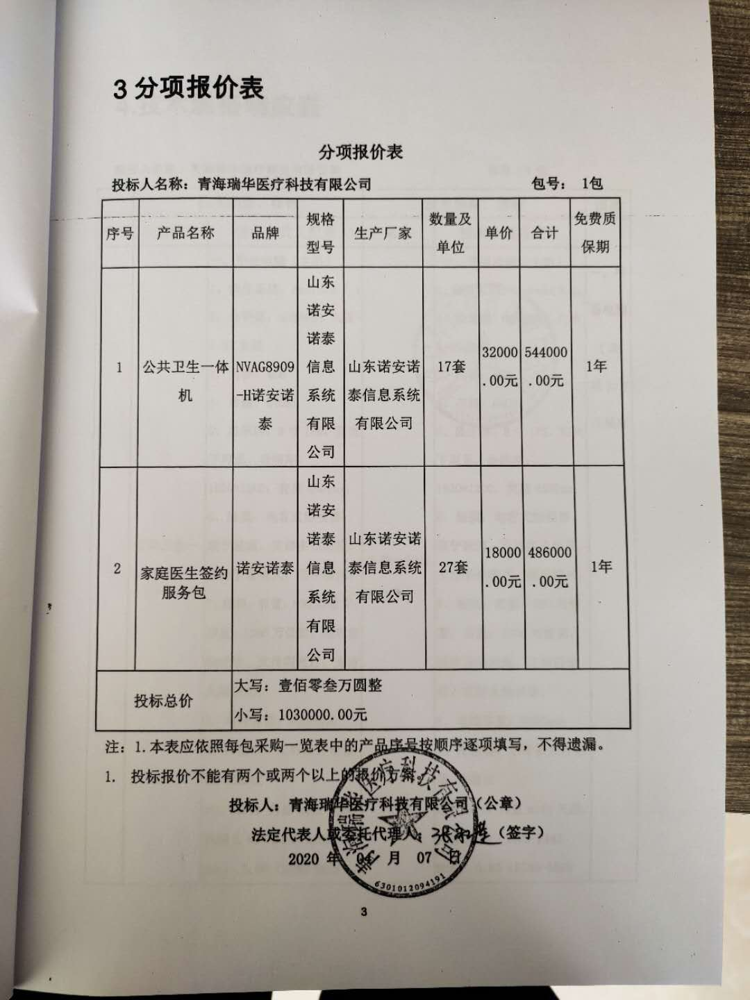 3分项报价表
分项报价表
投标人名称：青海瑞华医疗科技有限公司 包号： 1包
序号 产品名称 品牌 规格型号 生产厂家 数量及单位 单价 合计 免费质保期
1 公共卫生一体机 NVAG8909-H诺安诺泰 山东诺安诺泰信息系统有限公司 山东诺安诺泰信息系统有限公司 17套 32000.00元 544000.00元 1年
2 家庭医生签约服务包 诺安诺泰 山东诺安诺泰信息系统有限公司 山东诺安诺泰信息系统有限公司 27套 18000.00元 486000.00元 1年
投标总价
大写：壹佰零叁万圆整
小写：1030000.00元
注：1.本表应依照每包采购一览表中的产品序号按顺序逐项填写，不得遗漏。
1. 投标报价不能有两个或两个以上的报价方案。
投标人：青海瑞华医疗科技有限公司（公章）
法定代表人或委托代理人： （签字）
2020 年 04 月 07 日
青海瑞华医疗科技有限公司
6301012094191
3